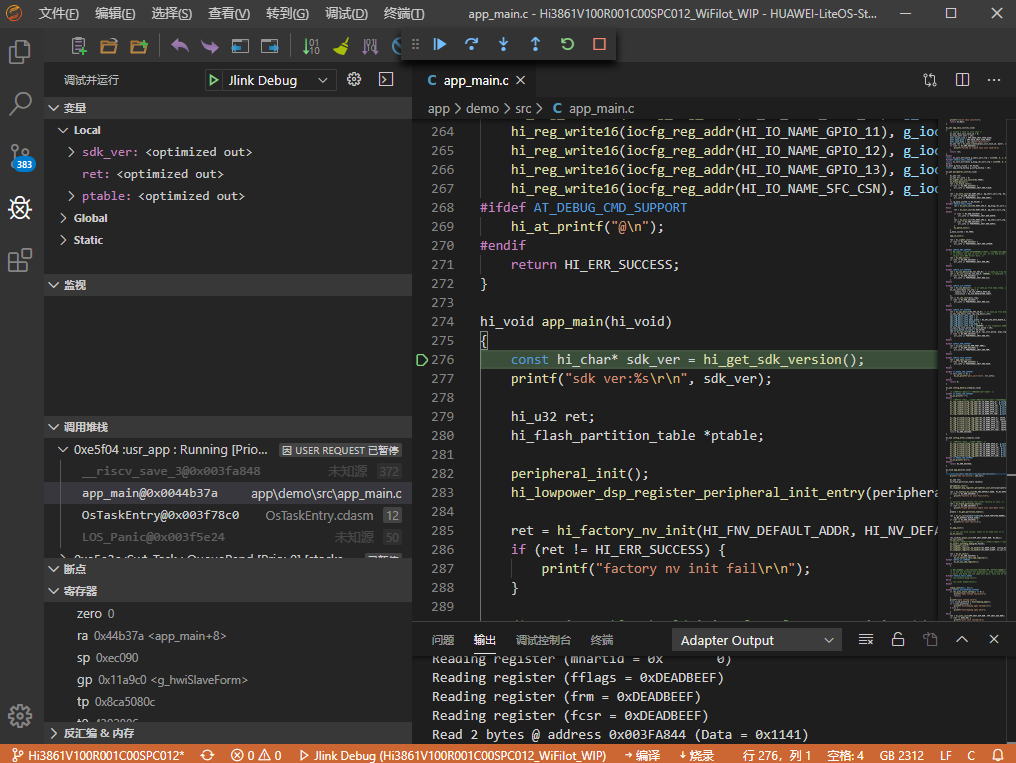 文件(F) 编辑(E) 选择(S) 查看(V) 转到(G) 调试(D) 终端(T) app_main.c - Hi3861V100R001C00SPC012_WiFilot_WIP - HUAWEI-LiteOS-St...
调试并运行 Jlink Debug
变量
Local
sdk_ver: <optimized out>
ret: <optimized out>
ptable: <optimized out>
Global
Static
监视
调用堆栈
0xe5f04 :usr_app : Running [Prio... 因 USER REQUEST 已暂停
__riscv_save_3@0x003fa848 未知源 372
app_main@0x0044b37a app\demo\src\app_main.c
OsTaskEntry@0x003f78c0 OsTaskEntry.cdasm 12
LOS_Panic@0x003f5e24 未知源 50
断点
寄存器
zero 0
ra 0x44b37a <app_main+8>
sp 0xec090
gp 0x11a9c0 <g_hwiSlaveForm>
tp 0x8ca5080c
反汇编 & 内存
383
app_main.c
app > demo > src > C app_main.c
264 hi_reg_write16(iocfg_reg_addr(HI_IO_NAME_GPIO_11), g_ioc
265 hi_reg_write16(iocfg_reg_addr(HI_IO_NAME_GPIO_12), g_ioc
266 hi_reg_write16(iocfg_reg_addr(HI_IO_NAME_GPIO_13), g_ioc
267 hi_reg_write16(iocfg_reg_addr(HI_IO_NAME_SFC_CSN), g_ioc
268 #ifdef AT_DEBUG_CMD_SUPPORT
269 hi_at_printf("@\n");
270 #endif
271 return HI_ERR_SUCCESS;
272 }
273
274 hi_void app_main(hi_void)
275 {
276 const hi_char* sdk_ver = hi_get_sdk_version();
277 printf("sdk ver:%s\r\n", sdk_ver);
278
279 hi_u32 ret;
280 hi_flash_partition_table *ptable;
281
282 peripheral_init();
283 hi_lowpower_dsp_register_peripheral_init_entry(periphera
284
285 ret = hi_factory_nv_init(HI_FNV_DEFAULT_ADDR, HI_NV_DEFA
286 if (ret != HI_ERR_SUCCESS) {
287 printf("factory nv init fail\r\n");
288 }
289
问题 输出 调试控制台 终端 Adapter Output
Reading register (mhartid = 0x 0)
Reading register (fflags = 0xDEADBEEF)
Reading register (frm = 0xDEADBEEF)
Reading register (fcsr = 0xDEADBEEF)
Read 2 bytes @ address 0x003FA844 (Data = 0x1141)
Hi3861V100R001C00SPC012* 0 0 Jlink Debug (Hi3861V100R001C00SPC012_WiFilot_WIP) 编译 烧录 行 276，列 1 空格: 4 GB 2312 LF C